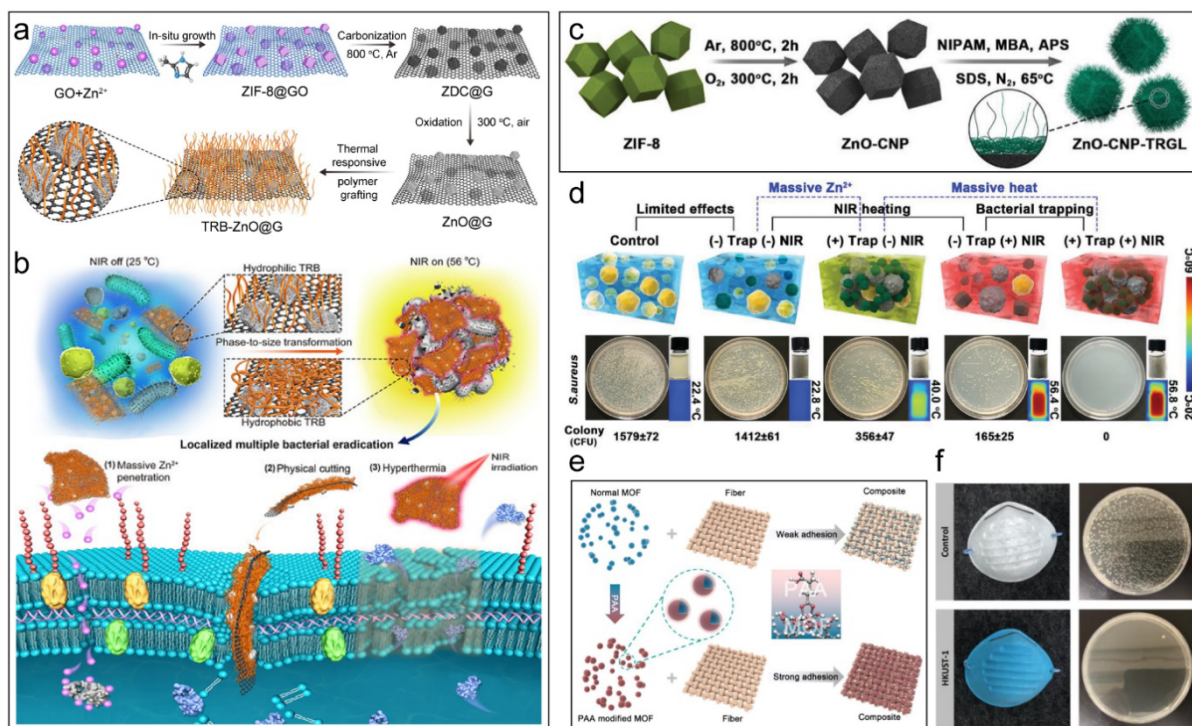 a
In-situ growth
Carbonization
800 °C, Ar
GO+Zn²⁺
ZIF-8@GO
ZDC@G
Oxidation
300 °C, air
Thermal
responsive
polymer
grafting
TRB-ZnO@G
ZnO@G
b
NIR off (25 °C)
Hydrophilic TRB
NIR on (56 °C)
Phase-to-size transformation
Hydrophobic TRB
Localized multiple bacterial eradication
(1) Massive Zn²⁺
penetration
(2) Physical cutting
(3) Hyperthermia
NIR
irradiation
c
Ar, 800°C, 2h
O₂, 300°C, 2h
NIPAM, MBA, APS
SDS, N₂, 65°C
ZIF-8
ZnO-CNP
ZnO-CNP-TRGL
d
Massive Zn²⁺
Massive heat
Limited effects
NIR heating
Bacterial trapping
Control
(-) Trap (-) NIR
(+) Trap (-) NIR
(-) Trap (+) NIR
(+) Trap (+) NIR
60°C
20°C
S.aureus
22.4 °C
22.8 °C
40.0 °C
56.4 °C
56.8 °C
Colony
(CFU)
1579±72
1412±61
356±47
165±25
0
e
Normal MOF
Fiber
Composite
Weak adhesion
PAA
PAA
MOF
Strong adhesion
PAA modified MOF
Fiber
Composite
f
Control
HKUST-1